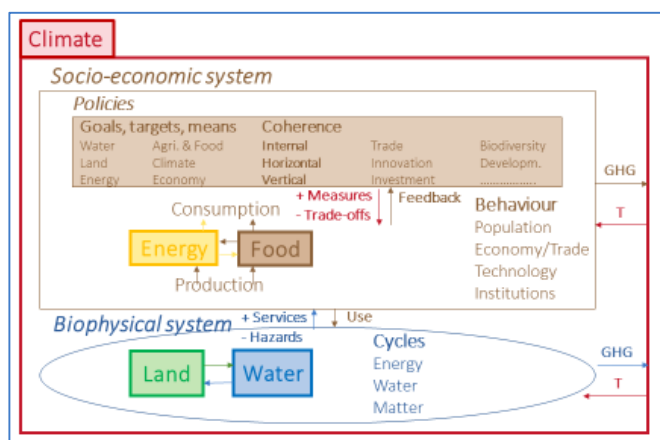 Climate
Socio-economic system
Policies
Goals, targets, means Coherence
Water Agri. & Food Internal Trade Biodiversity
Land Climate Horizontal Innovation Developm.
Energy Economy Vertical Investment ..................
GHG
Consumption + Measures Feedback
- Trade-offs Behaviour
T
Population
Energy Food Economy/Trade
Technology
Production Institutions
Biophysical system + Services Use
- Hazards Cycles
Energy GHG
Land Water Water
T
Matter